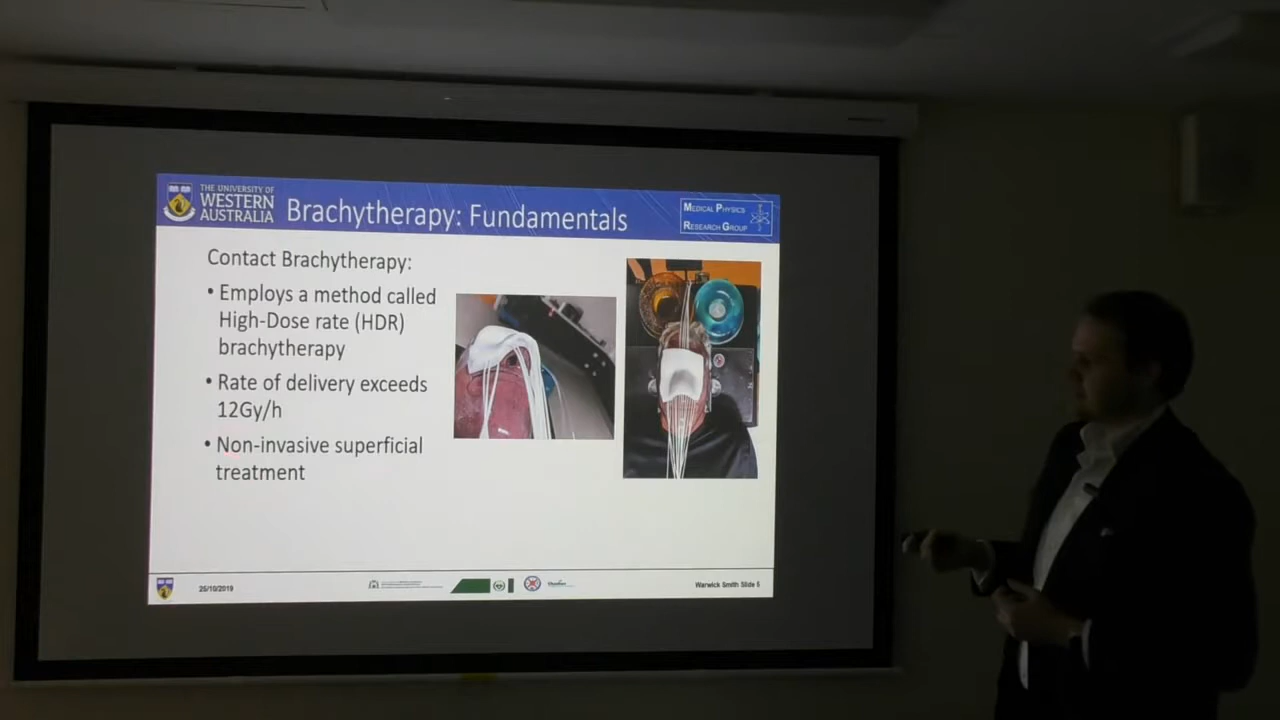 THE UNIVERSITY OF
WESTERN
AUSTRALIA
Brachytherapy: Fundamentals
MEDICAL PHYSICS
RESEARCH GROUP
Contact Brachytherapy:
• Employs a method called
High-Dose rate (HDR)
brachytherapy
• Rate of delivery exceeds
12Gy/h
• Non-invasive superficial
treatment
25/10/2019
Warwick Smith Slide 5